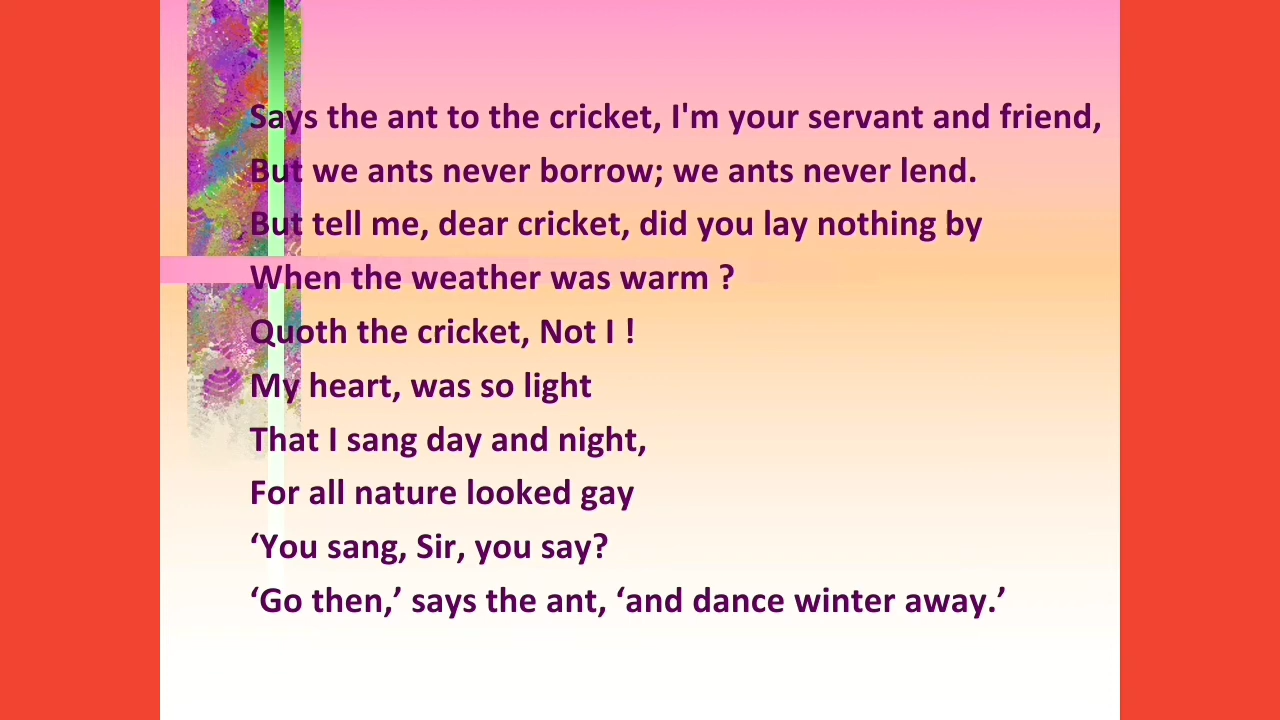 Says the ant to the cricket, I'm your servant and friend,
But we ants never borrow; we ants never lend.
But tell me, dear cricket, did you lay nothing by
When the weather was warm ?
Quoth the cricket, Not I !
My heart, was so light
That I sang day and night,
For all nature looked gay
‘You sang, Sir, you say?
‘Go then,’ says the ant, ‘and dance winter away.’